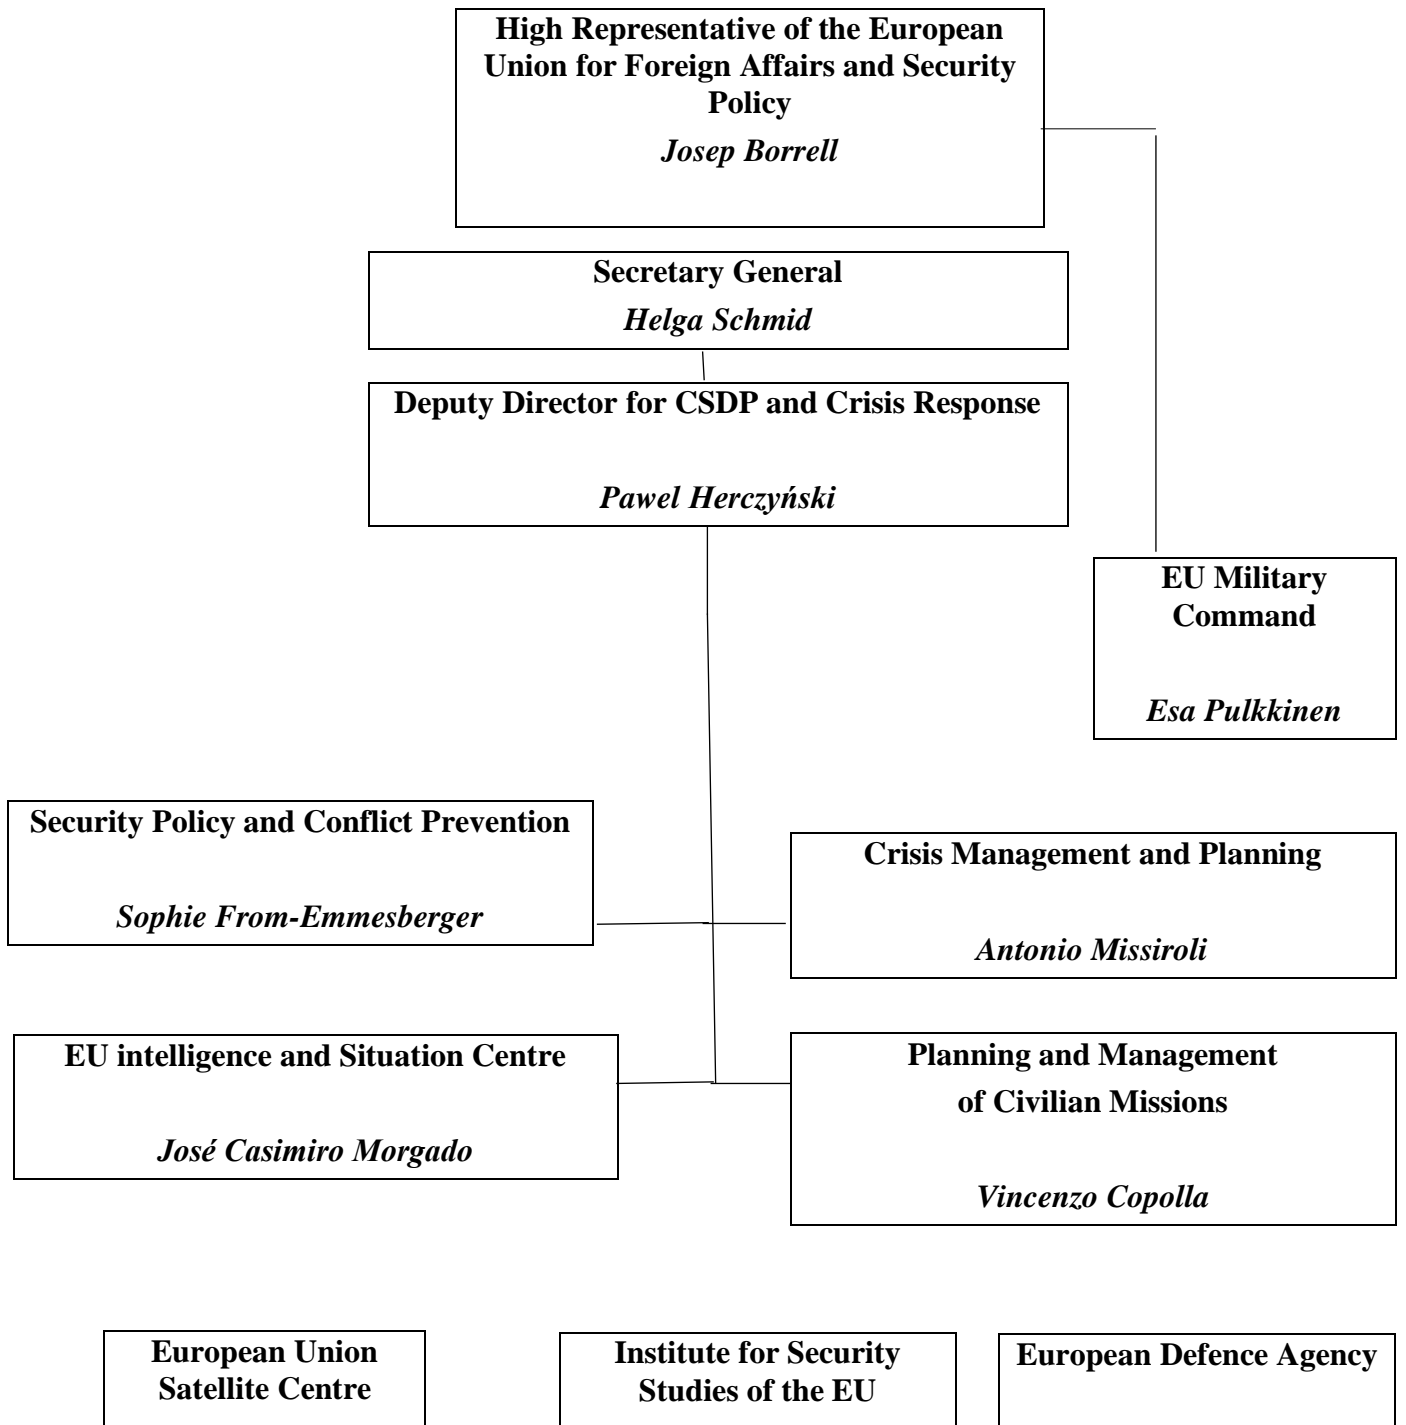 High Representative of the European
Union for Foreign Affairs and Security
Policy
Josep Borrell
Secretary General
Helga Schmid
Deputy Director for CSDP and Crisis Response
Pawel Herczyński
EU Military
Command
Esa Pulkkinen
Security Policy and Conflict Prevention
Sophie From-Emmesberger
Crisis Management and Planning
Antonio Missiroli
EU intelligence and Situation Centre
José Casimiro Morgado
Planning and Management
of Civilian Missions
Vincenzo Copolla
European Union
Satellite Centre
Institute for Security
Studies of the EU
European Defence Agency